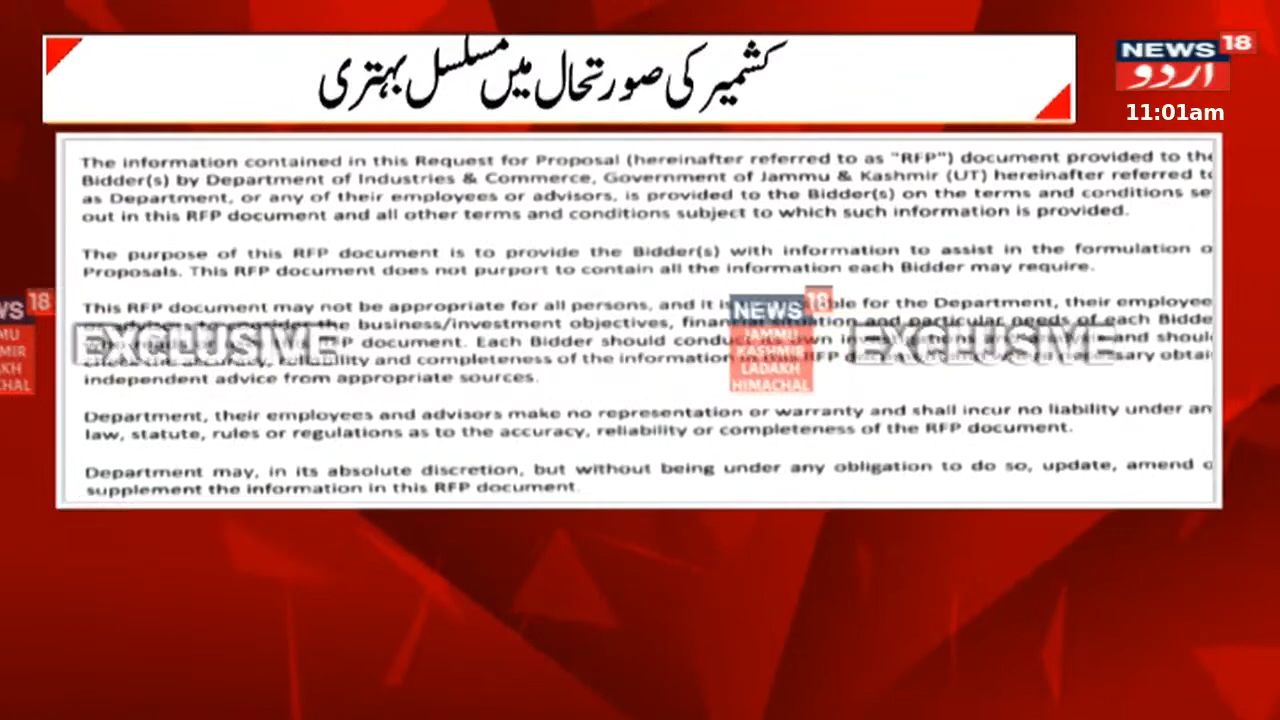 کشمیر کی صورتحال میں مسلسل بہتری
NEWS 18
اردو
11:01am
The information contained in this Request for Proposal (hereinafter referred to as "RFP") document provided to the
Bidder(s) by Department of Industries & Commerce, Government of Jammu & Kashmir (UT) hereinafter referred to
as Department, or any of their employees or advisors, is provided to the Bidder(s) on the terms and conditions se
out in this RFP document and all other terms and conditions subject to which such information is provided.
The purpose of this RFP document is to provide the Bidder(s) with information to assist in the formulation o
Proposals. This RFP document does not purport to contain all the information each Bidder may require.
This RFP document may not be appropriate for all persons, and it is for the Department, their employee
the business/investment objectives, and particular needs of each Bidde
document. Each Bidder should and shoul
and completeness of the information obtai
independent advice from appropriate sources.
Department, their employees and advisors make no representation or warranty and shall incur no liability under an
law, statute, rules or regulations as to the accuracy, reliability or completeness of the RFP document.
Department may, in its absolute discretion, but without being under any obligation to do so, update, amend o
supplement the information in this RFP document.
EXCLUSIVE
NEWS 18
JAMMU
KASHMIR
LADAKH
HIMACHAL
EXCLUSIVE